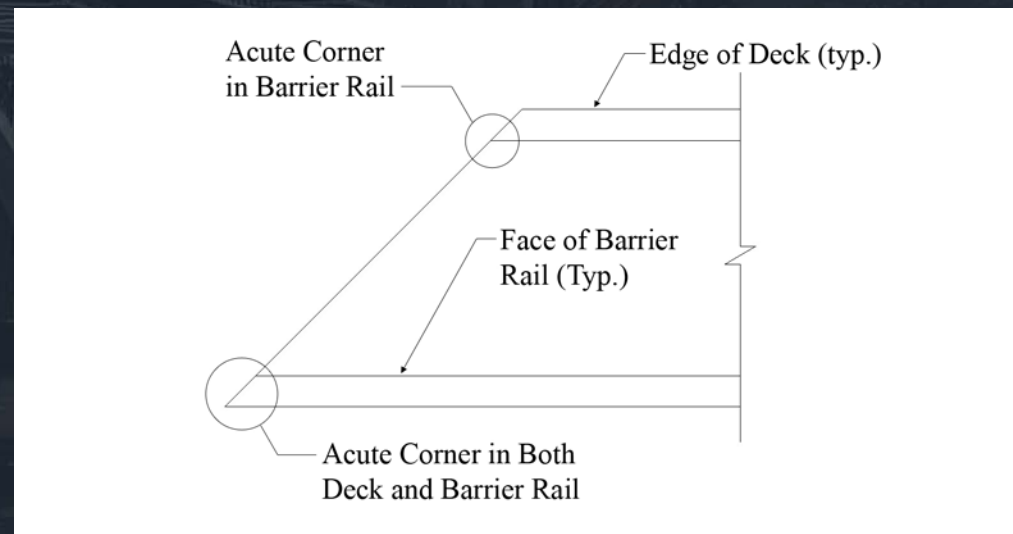 Acute Corner
in Barrier Rail
Edge of Deck (typ.)
Face of Barrier
Rail (Typ.)
Acute Corner in Both
Deck and Barrier Rail